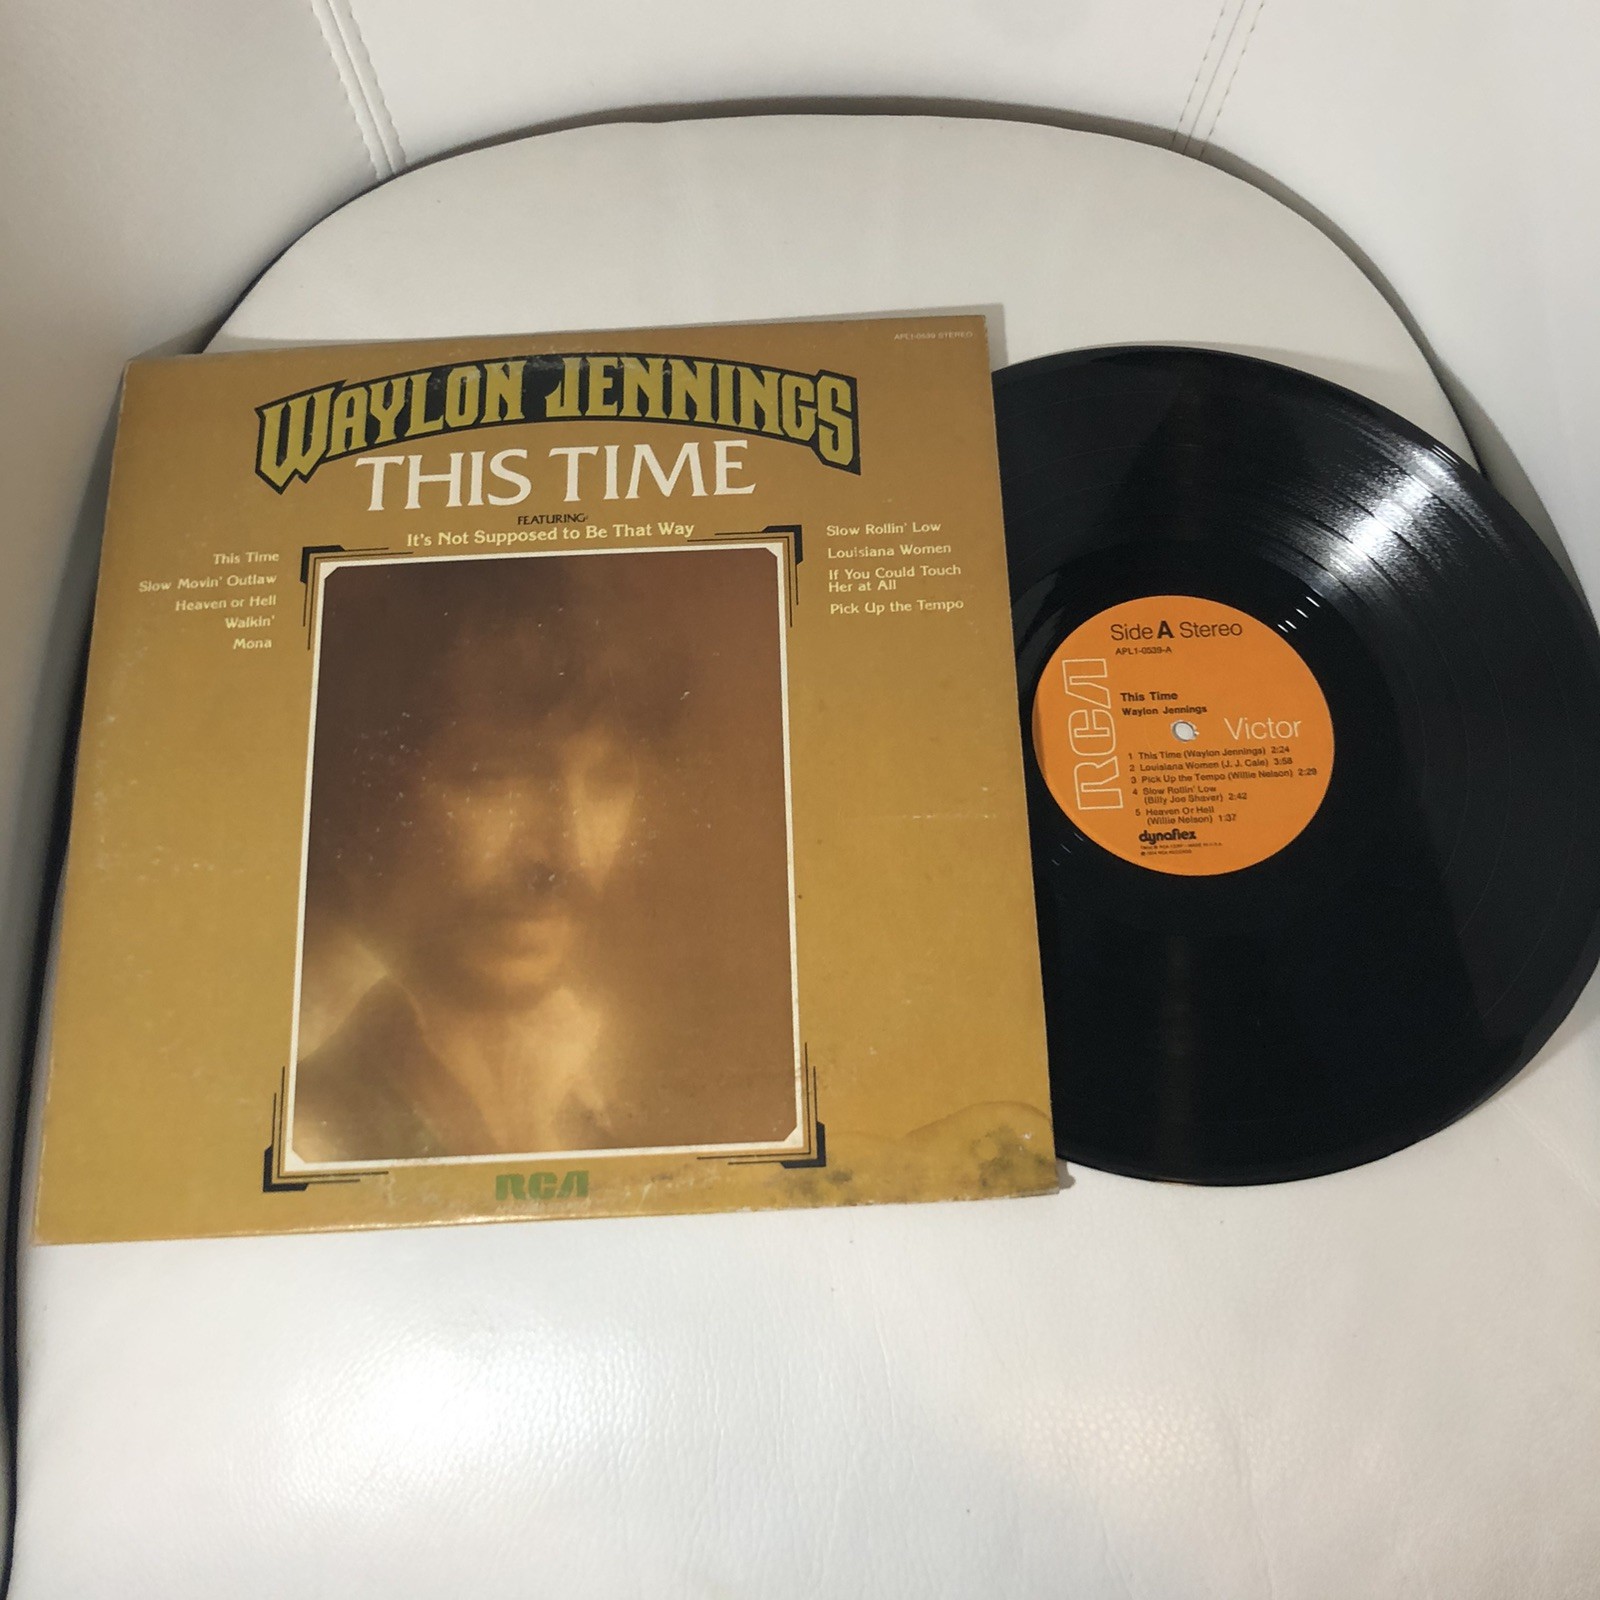 APL1-0539 STEREO
WAYLON JENNINGS
THIS TIME
FEATURING:
It's Not Supposed to Be That Way
This Time
Slow Movin' Outlaw
Heaven or Hell
Walkin'
Mona
Slow Rollin' Low
Louisiana Women
If You Could Touch
Her at All
Pick Up the Tempo
RCA
Side A Stereo
APL1-0539-A
RCA
This Time
Waylon Jennings
Victor
1 This Time (Waylon Jennings) 2:24
2 Louisiana Women (J. J. Cale) 3:58
3 Pick Up the Tempo (Willie Nelson) 2:29
4 Slow Rollin' Low
(Billy Joe Shaver) 2:42
5 Heaven Or Hell
(Willie Nelson) 1:37
dynaflex